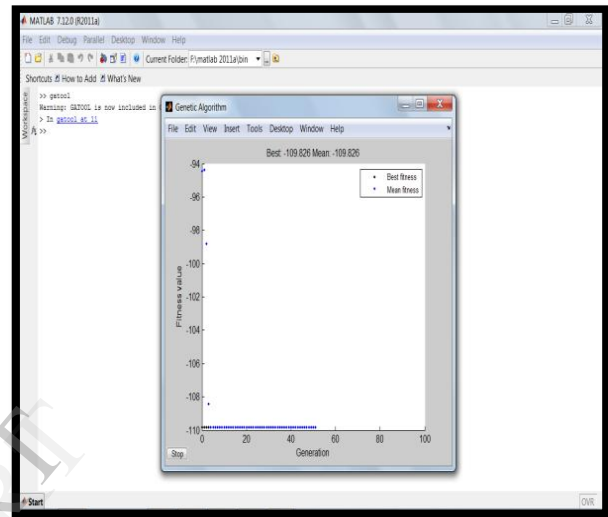 MATLAB 7.12.0 (R2011a)
File Edit Debug Parallel Desktop Window Help
Current Folder: F:\matlab 2011a\bin
Shortcuts How to Add What's New
Workspace
>> gatool
Warning: GATOOL is now included in
> In gatool at 11
fx >>
Genetic Algorithm
File Edit View Insert Tools Desktop Window Help
Best: -109.826 Mean: -109.826
Best fitness
Mean fitness
-94
-96
-98
-100
-102
-104
-106
-108
-110
Fitness value
0 20 40 60 80 100
Generation
Stop
Start
OVR